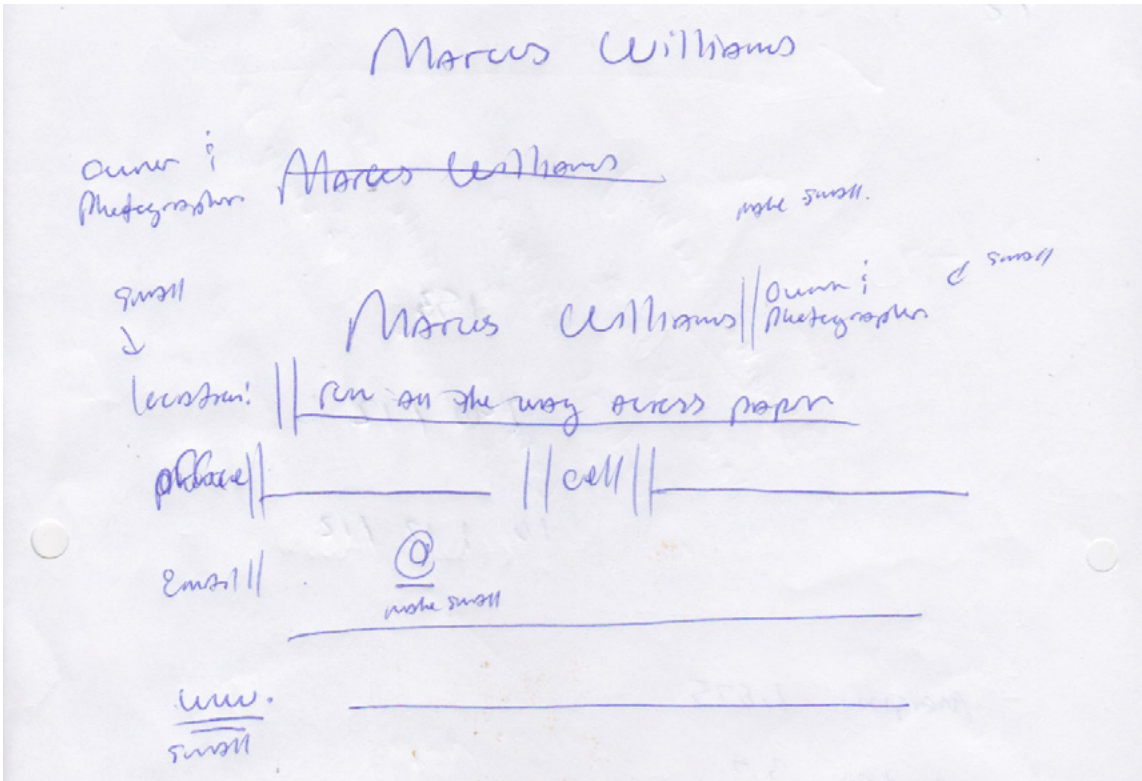 Marcus Williams
Owner &
Photographer
Marcus Williams
make small.
small
Marcus Williams || Owner &
Photographer
small
location: || run all the way across paper
office || || cell ||
Email || @
make small
www.
small